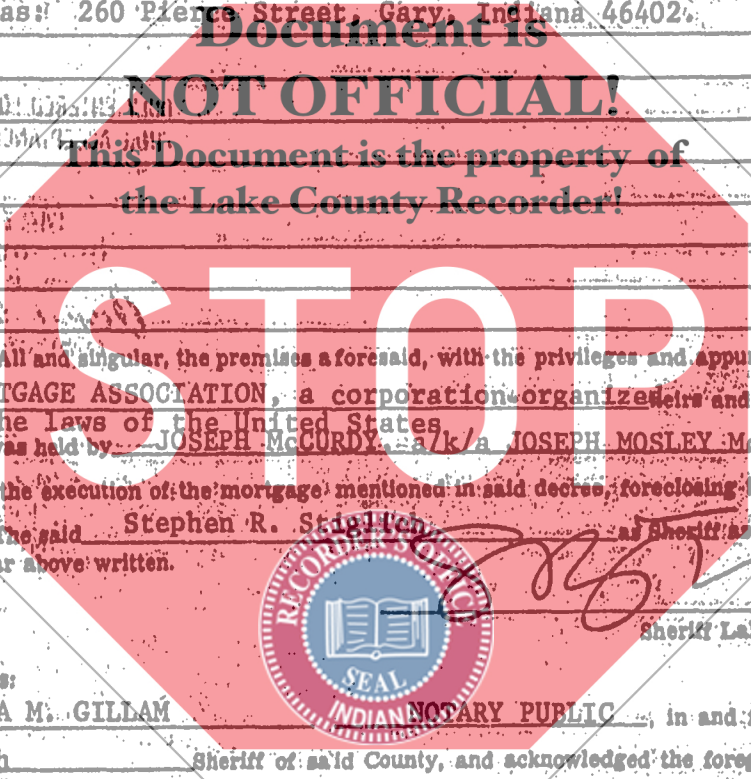 as: 260 Pierce Street, Gary, Indiana 46402.
Document is
NOT OFFICIAL!
This Document is the property of
the Lake County Recorder!
STOP
All and singular, the premises aforesaid, with the privileges and appu
TGAGE ASSOCIATION, a corporation organized heirs and
he laws of the United States
as held by JOSEPH McCURDY a/k/a JOSEPH MOSLEY M
the execution of the mortgage mentioned in said decree, foreclosing
he said Stephen R. Stiglich as Sheriff as
r above written.
RECORDER'S OFFICE
SEAL
INDIANA
Sheriff La
s:
A M. GILLAM NOTARY PUBLIC, in and f
h Sheriff of said County, and acknowledged the fore